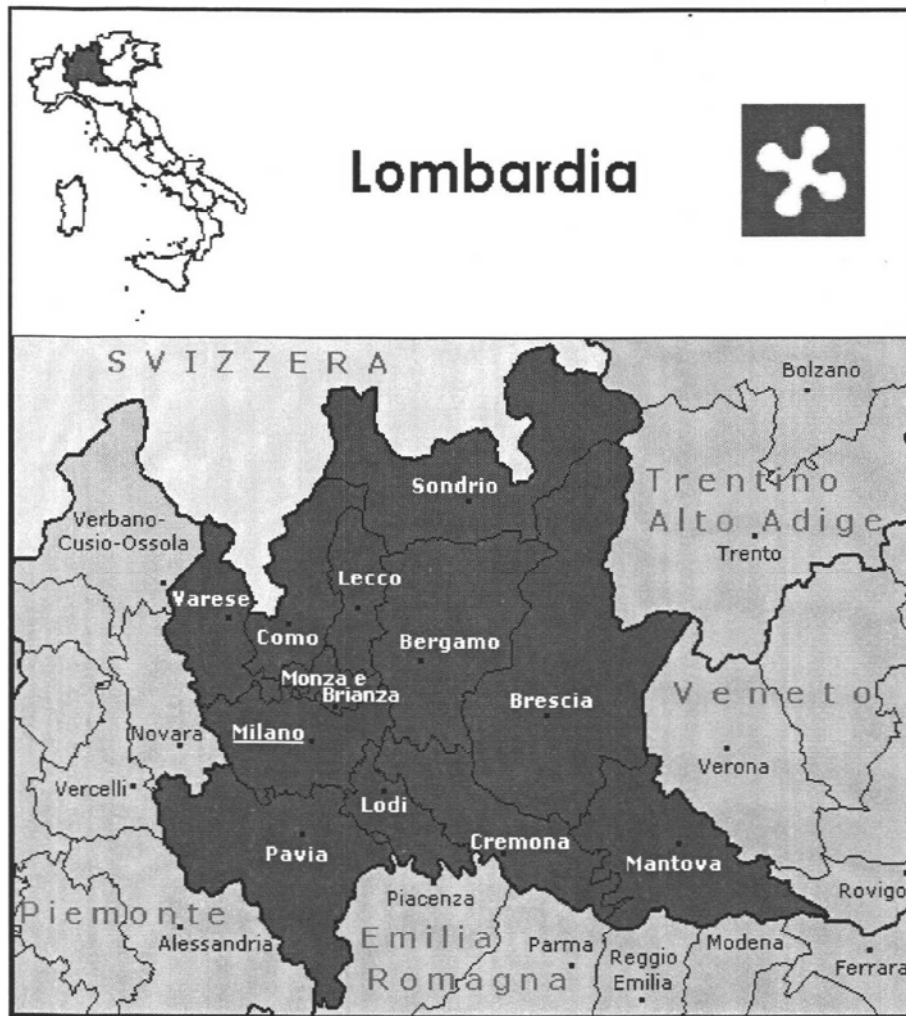 Lombardia
SVIZZERA
Bolzano
Sondrio
Trentino
Alto Adige
Verbano-
Cusio-Ossola
Trento
Lecco
Varese
Como
Bergamo
Monza e
Brianza
Brescia
Veneto
Milano
Novara
Verona
Vercelli
Lodi
Pavia
Cremona
Mantova
Rovigo
Piemonte
Piacenza
Alessandria
Emilia
Romagna
Parma
Reggio
Emilia
Modena
Ferrara